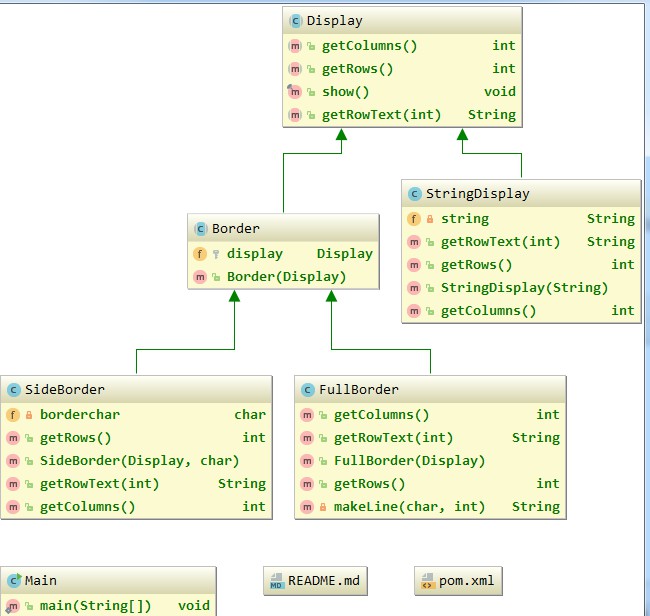 Display
getColumns() int
getRows() int
show() void
getRowText(int) String
StringDisplay
string String
getRowText(int) String
getRows() int
StringDisplay(String)
getColumns() int
Border
display Display
Border(Display)
SideBorder
borderchar char
getRows() int
SideBorder(Display, char)
getRowText(int) String
getColumns() int
FullBorder
getColumns() int
getRowText(int) String
FullBorder(Display)
getRows() int
makeLine(char, int) String
Main
main(String[]) void
README.md
pom.xml